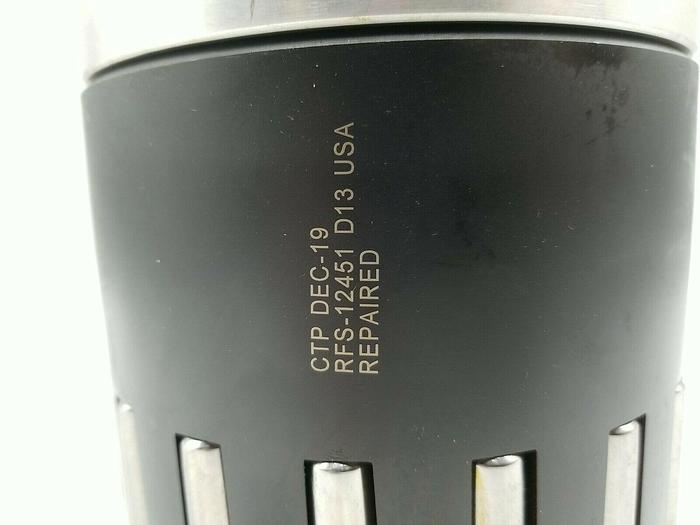 CTP DEC-19
RFS-12451 D13 USA
REPAIRED